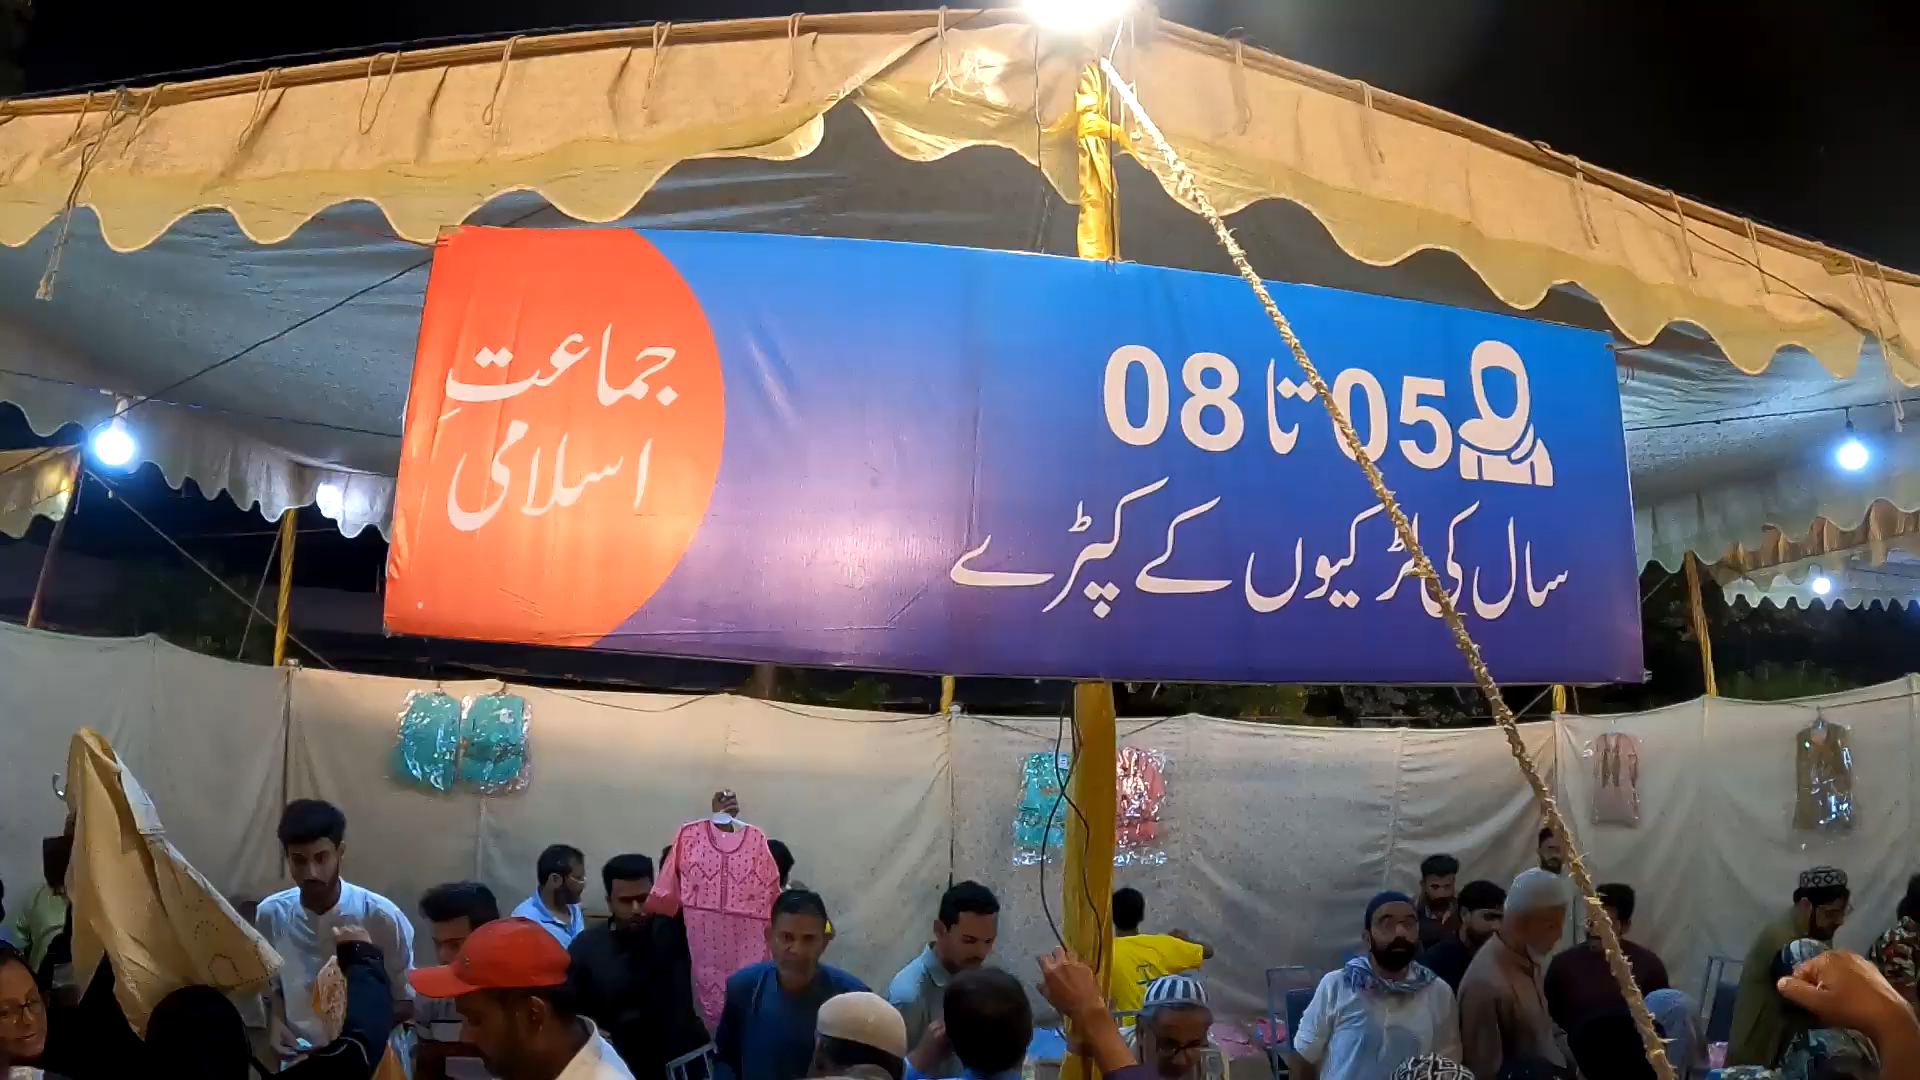 05 تا 08
سال کی لڑکیوں کے کپڑے
جماعتِ
اسلامی